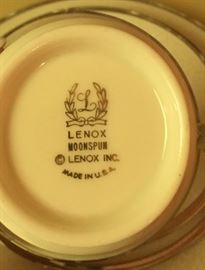 L
LENOX
MOONSPUN
© LENOX INC.
MADE IN U.S.A.